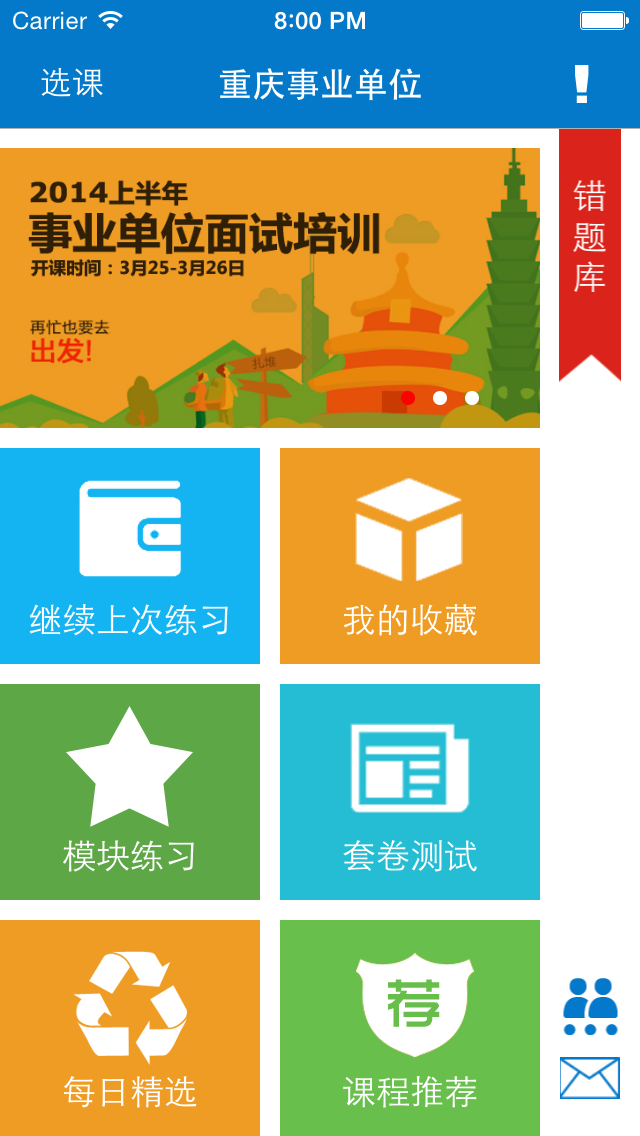 Carrier 8:00 PM
选课 重庆事业单位 !
错题库
2014上半年
事业单位面试培训
开课时间：3月25-3月26日
再忙也要去
出发!
扎堆
继续上次练习
我的收藏
模块练习
套卷测试
荐
每日精选
课程推荐